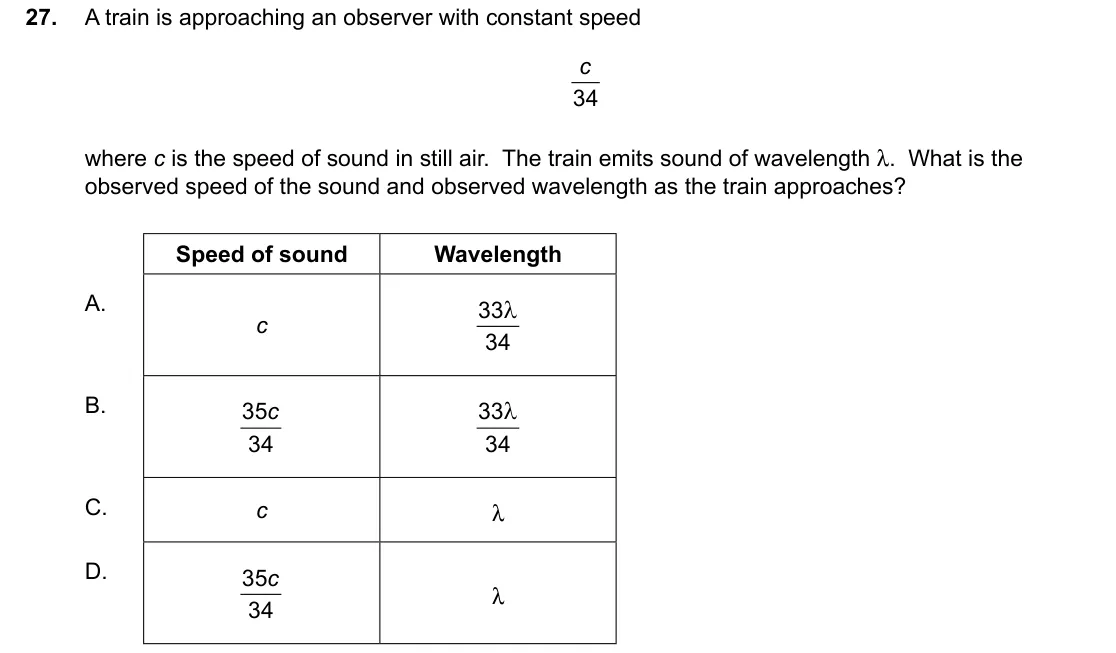 27. A train is approaching an observer with constant speed
c
34
where c is the speed of sound in still air. The train emits sound of wavelength λ. What is the
observed speed of the sound and observed wavelength as the train approaches?
Speed of sound Wavelength
A. c 33λ
34
B. 35c 33λ
34 34
C. c λ
D. 35c λ
34